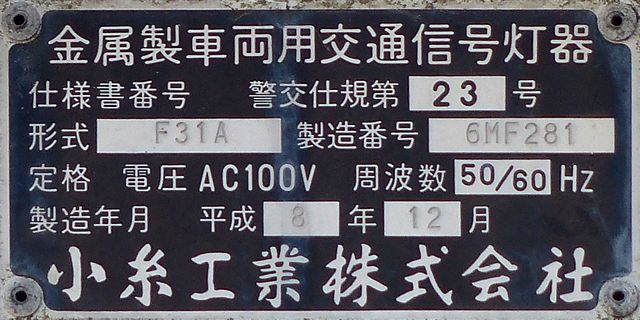 金属製車両用交通信号灯器
仕様書番号 警交仕規第 23 号
形式 F31A 製造番号 6MF281
定格 電圧 AC100V 周波数 50/60 Hz
製造年月 平成 8 年 12 月
小糸工業株式会社